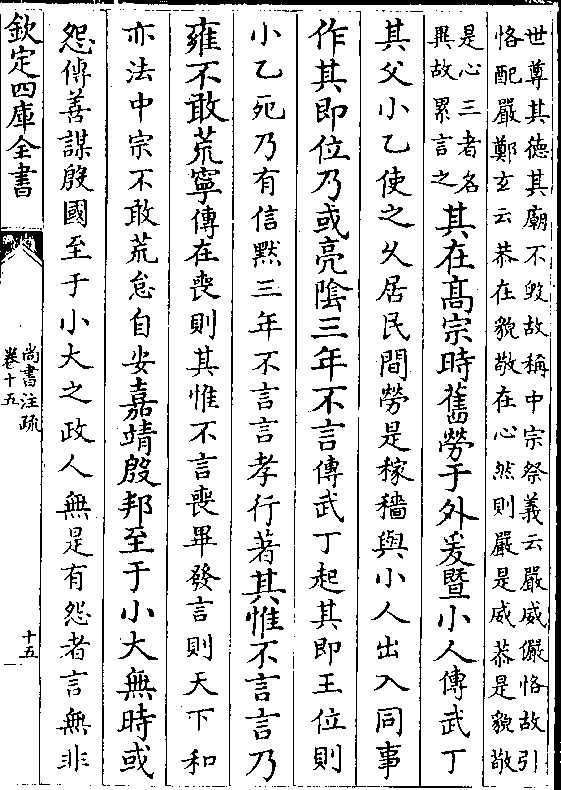 世尊其德其廟不毀故稱中宗祭義云嚴威儼恪故引
恪配嚴鄭玄云恭在貌敬在心然則嚴是威恭是貌敬
是心三者名
異故累言之
其在髙宗時舊勞于外爰暨小人傳武丁
其父小乙使之乆居民間勞是稼穡與小人出入同事
作其即位乃或亮隂三年不言傳武丁起其即王位則
小乙死乃有信黙三年不言言孝行著其惟不言言乃
雍不敢荒寧傳在喪則其惟不言喪畢發言則天下和
亦法中宗不敢荒怠自安嘉靖殷邦至于小大無時或
怨傳善謀殷國至于小大之政人無是有怨者言無非
欽定四庫全書
尚書注疏
卷十五
十五